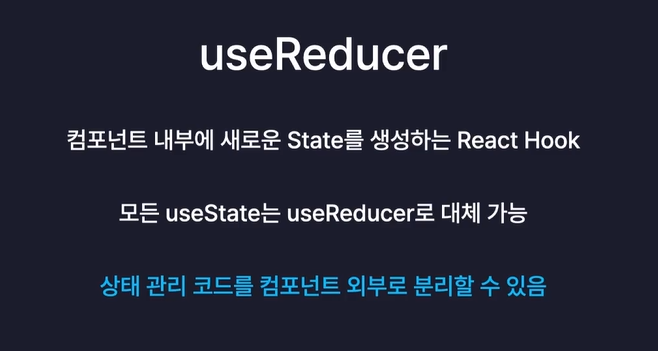 useReducer
컴포넌트 내부에 새로운 State를 생성하는 React Hook
모든 useState는 useReducer로 대체 가능
상태 관리 코드를 컴포넌트 외부로 분리할 수 있음